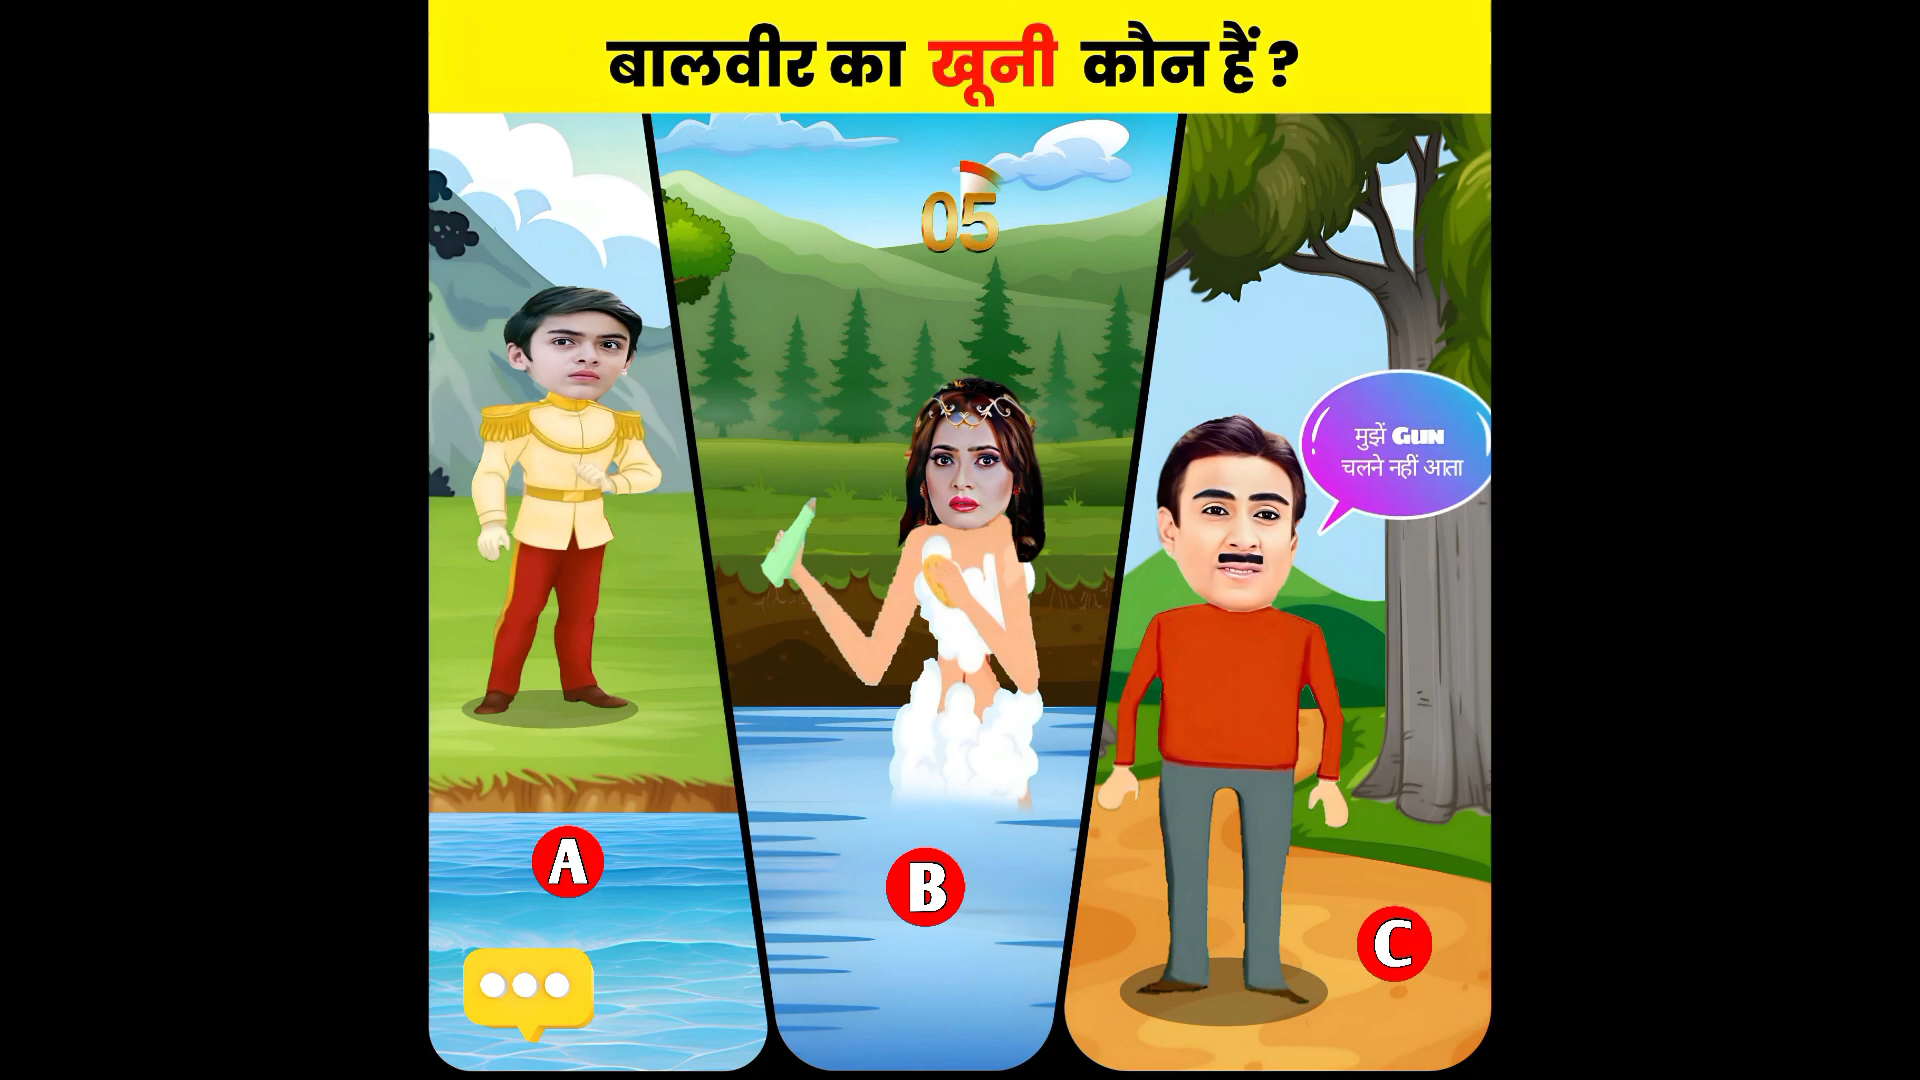 बालवीर का खूनी कौन हैं ?
05
मुझें GUN
चलने नहीं आता
A
B
C